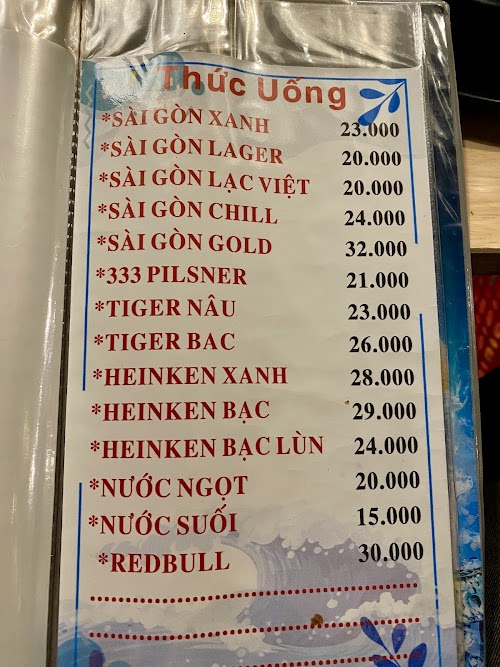 Thức Uống
*SÀI GÒN XANH 23.000
*SÀI GÒN LAGER 20.000
*SÀI GÒN LẠC VIỆT 20.000
*SÀI GÒN CHILL 24.000
*SÀI GÒN GOLD 32.000
*333 PILSNER 21.000
*TIGER NÂU 23.000
*TIGER BAC 26.000
*HEINKEN XANH 28.000
*HEINKEN BẠC 29.000
*HEINKEN BẠC LÙN 24.000
*NƯỚC NGỌT 20.000
*NƯỚC SUỐI 15.000
*REDBULL 30.000